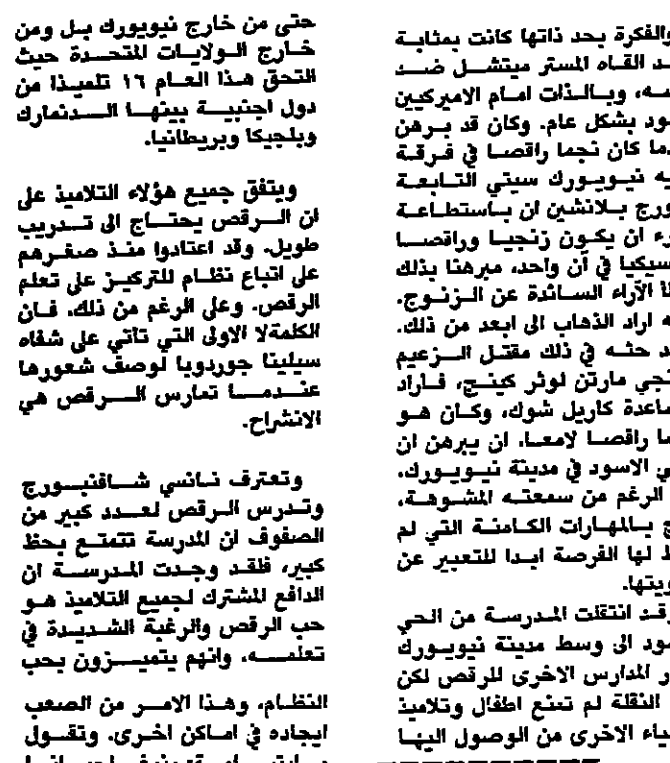 والفكرة بحد ذاتها كانت بمثابة
القاه المستر ميتشل ضد
وبالذات امام الاميركيين
بشكل عام. وكان قد برهن
كان نجما راقصا في فرقة
نيويورك سيتي التابعة
بلانشين ان باستطاعة
ان يكون زنجيا وراقصا
في آن واحد، مبرهنا بذلك
الآراء السائدة عن الزنوج.
اراد الذهاب الى ابعد من ذلك.
حثه في ذلك مقتل الزعيم
مارتن لوثر كينج، فاراد
كاريل شوك، وكان هو
راقصا لامعا، ان يبرهن ان
الاسود في مدينة نيويورك،
الرغم من سمعته المشوهة،
بالمهارات الكامنة التي لم
لها الفرصة ابدا للتعبير عن
وقد انتقلت المدرسة من الحي
الى وسط مدينة نيويورك
المدارس الاخرى للرقص لكن
النقلة لم تمنع اطفال وتلاميذ
الاخرى من الوصول اليها
حتى من خارج نيويورك بل ومن
خارج الولايات المتحدة حيث
التحق هذا العام ١٦ تلميذا من
دول اجنبية بينها الدنمارك
وبلجيكا وبريطانيا.
ويتفق جميع هؤلاء التلاميذ على
ان الرقص يحتاج الى تدريب
طويل. وقد اعتادوا منذ صغرهم
على اتباع نظام للتركيز على تعلم
الرقص. وعلى الرغم من ذلك، فان
الكلمةلا الاولى التي تأتي على شفاه
سيلينا جوردويا لوصف شعورها
عندما تمارس الرقص هي
الانشراح.
وتعترف نانسي شافنبورج
وتدرس الرقص لعدد كبير من
الصفوف ان المدرسة تتمتع بحظ
كبير، فلقد وجدت المدرسة ان
الدافع المشترك لجميع التلاميذ هو
حب الرقص والرغبة الشديدة في
تعلمه، وانهم يتميزون بحب
النظام، وهذا الامر من الصعب
ايجاده في اماكن اخرى. وتقول